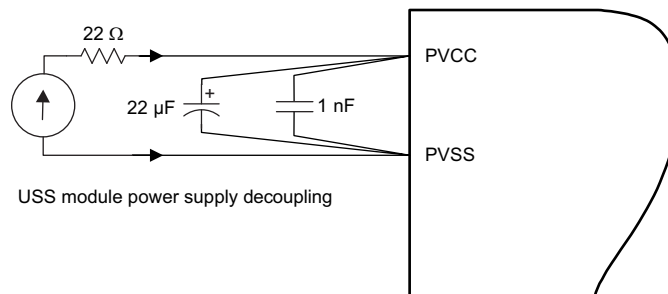 22 Ω
PVCC
+
22 µF
1 nF
PVSS
USS module power supply decoupling